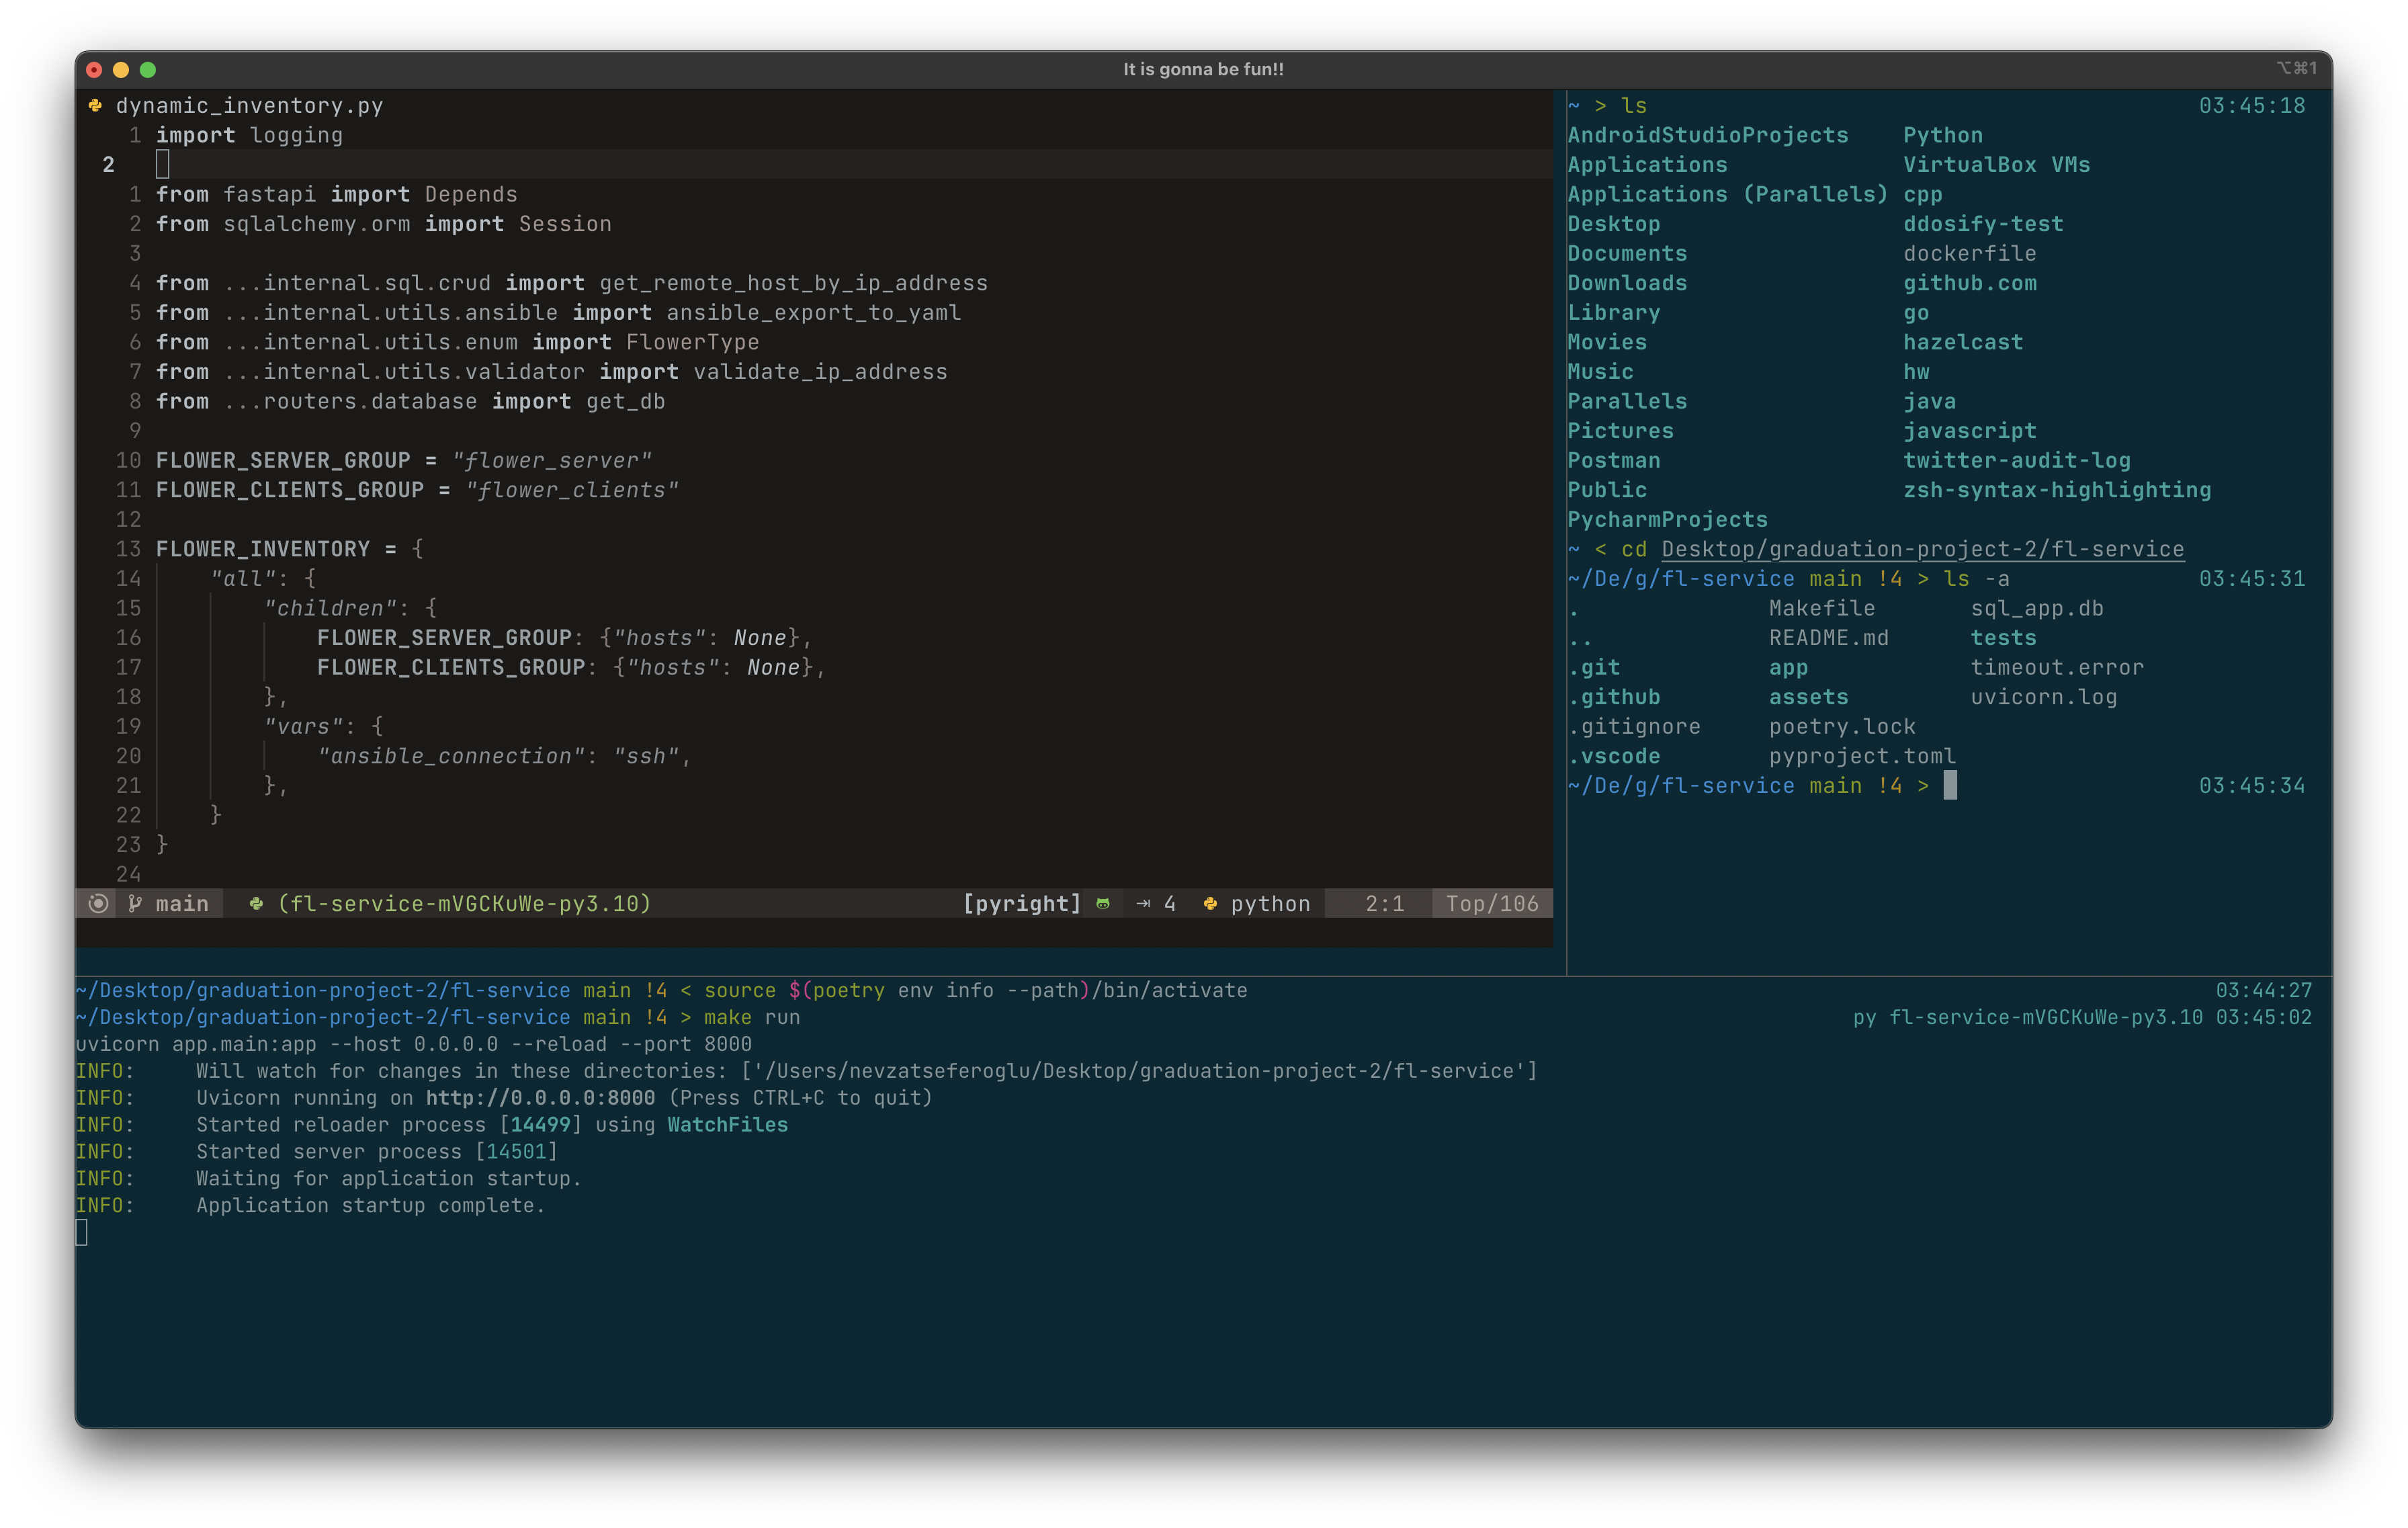 It is gonna be fun!!
⌥⌘1
dynamic_inventory.py
1 import logging
2
1 from fastapi import Depends
2 from sqlalchemy.orm import Session
3
4 from ...internal.sql.crud import get_remote_host_by_ip_address
5 from ...internal.utils.ansible import ansible_export_to_yaml
6 from ...internal.utils.enum import FlowerType
7 from ...internal.utils.validator import validate_ip_address
8 from ...routers.database import get_db
9
10 FLOWER_SERVER_GROUP = "flower_server"
11 FLOWER_CLIENTS_GROUP = "flower_clients"
12
13 FLOWER_INVENTORY = {
14     "all": {
15         "children": {
16             FLOWER_SERVER_GROUP: {"hosts": None},
17             FLOWER_CLIENTS_GROUP: {"hosts": None},
18         },
19         "vars": {
20             "ansible_connection": "ssh",
21         },
22     }
23 }
24
main (fl-service-mVGCKuWe-py3.10) [pyright] ⇥ 4 python 2:1 Top/106
~ > ls 03:45:18
AndroidStudioProjects Python
Applications VirtualBox VMs
Applications (Parallels) cpp
Desktop ddosify-test
Documents dockerfile
Downloads github.com
Library go
Movies hazelcast
Music hw
Parallels java
Pictures javascript
Postman twitter-audit-log
Public zsh-syntax-highlighting
PycharmProjects
~ < cd Desktop/graduation-project-2/fl-service
~/De/g/fl-service main !4 > ls -a 03:45:31
. Makefile sql_app.db
.. README.md tests
.git app timeout.error
.github assets uvicorn.log
.gitignore poetry.lock
.vscode pyproject.toml
~/De/g/fl-service main !4 > 03:45:34
~/Desktop/graduation-project-2/fl-service main !4 < source $(poetry env info --path)/bin/activate 03:44:27
~/Desktop/graduation-project-2/fl-service main !4 > make run py fl-service-mVGCKuWe-py3.10 03:45:02
uvicorn app.main:app --host 0.0.0.0 --reload --port 8000
INFO: Will watch for changes in these directories: ['/Users/nevzatseferoglu/Desktop/graduation-project-2/fl-service']
INFO: Uvicorn running on http://0.0.0.0:8000 (Press CTRL+C to quit)
INFO: Started reloader process [14499] using WatchFiles
INFO: Started server process [14501]
INFO: Waiting for application startup.
INFO: Application startup complete.